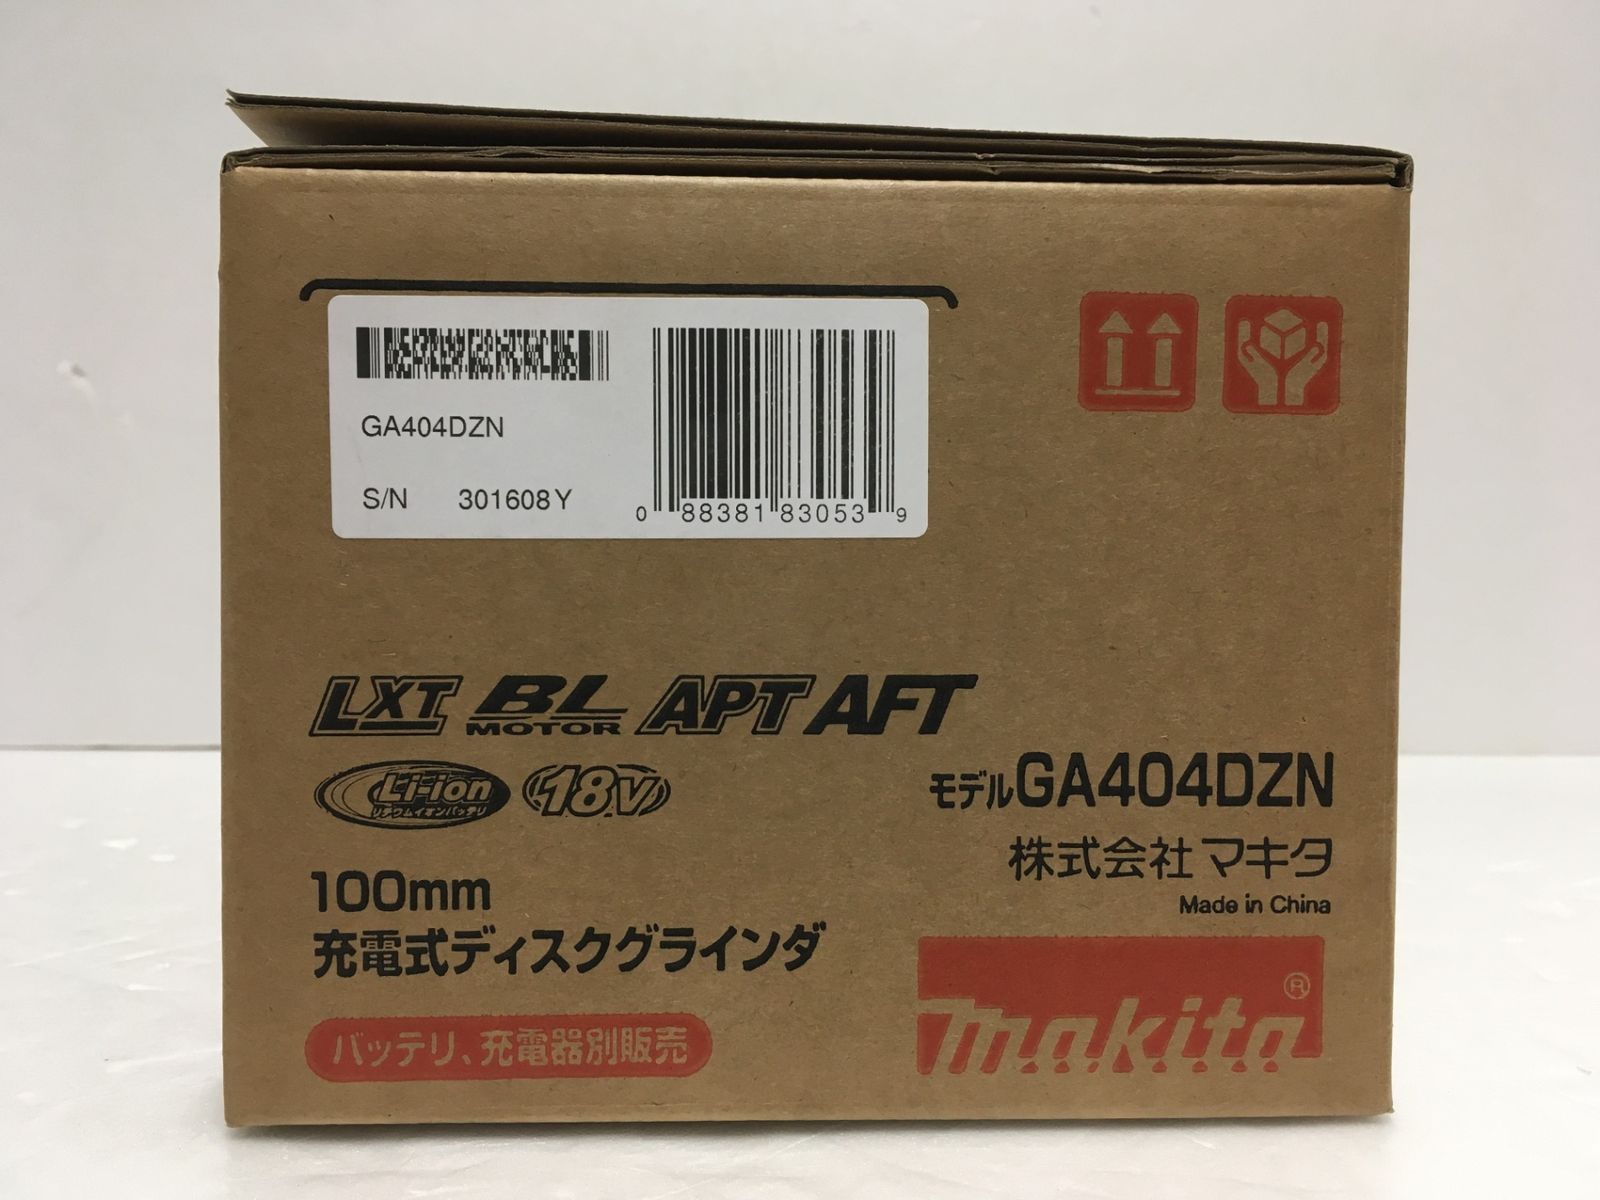 GA404DZN
S/N 301608Y
0 88381 83053 9
LXT BL MOTOR APT AFT
Li-ion リチウムイオンバッテリ 18V
モデルGA404DZN
株式会社マキタ
Made in China
100mm
充電式ディスクグラインダ
バッテリ、充電器別販売
makita®